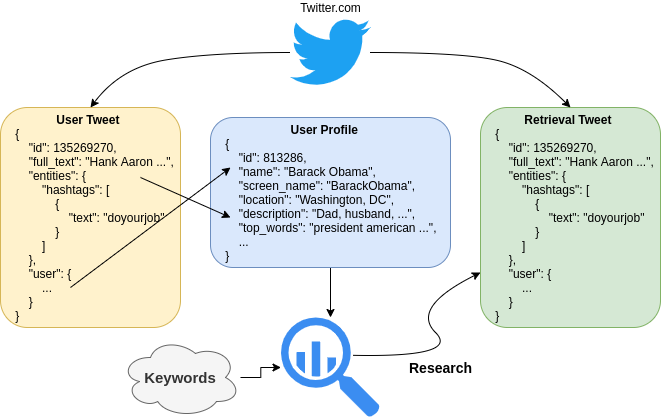 Twitter.com
User Tweet
{
"id": 135269270,
"full_text": "Hank Aaron ...",
"entities": {
"hashtags": [
{
"text": "doyourjob"
}
]
},
"user": {
...
}
}
User Profile
{
"id": 813286,
"name": "Barack Obama",
"screen_name": "BarackObama",
"location": "Washington, DC",
"description": "Dad, husband, ...",
"top_words": "president american ...",
...
}
Retrieval Tweet
{
"id": 135269270,
"full_text": "Hank Aaron ...",
"entities": {
"hashtags": [
{
"text": "doyourjob"
}
]
},
"user": {
...
}
}
Keywords
Research